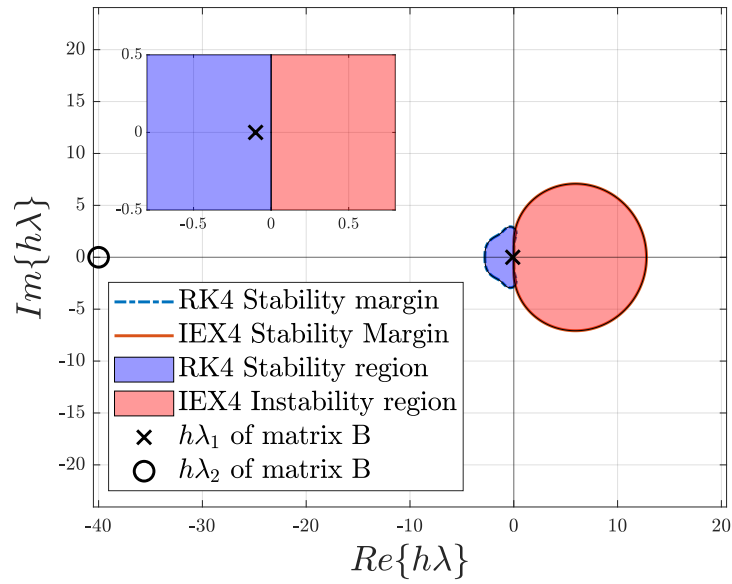 20
15
10
5
0
-5
-10
-15
-20
Im{hλ}
0.5
0
-0.5
-0.5 0 0.5
RK4 Stability margin
IEX4 Stability Margin
RK4 Stability region
IEX4 Instability region
hλ₁ of matrix B
hλ₂ of matrix B
-40 -30 -20 -10 0 10 20
Re{hλ}